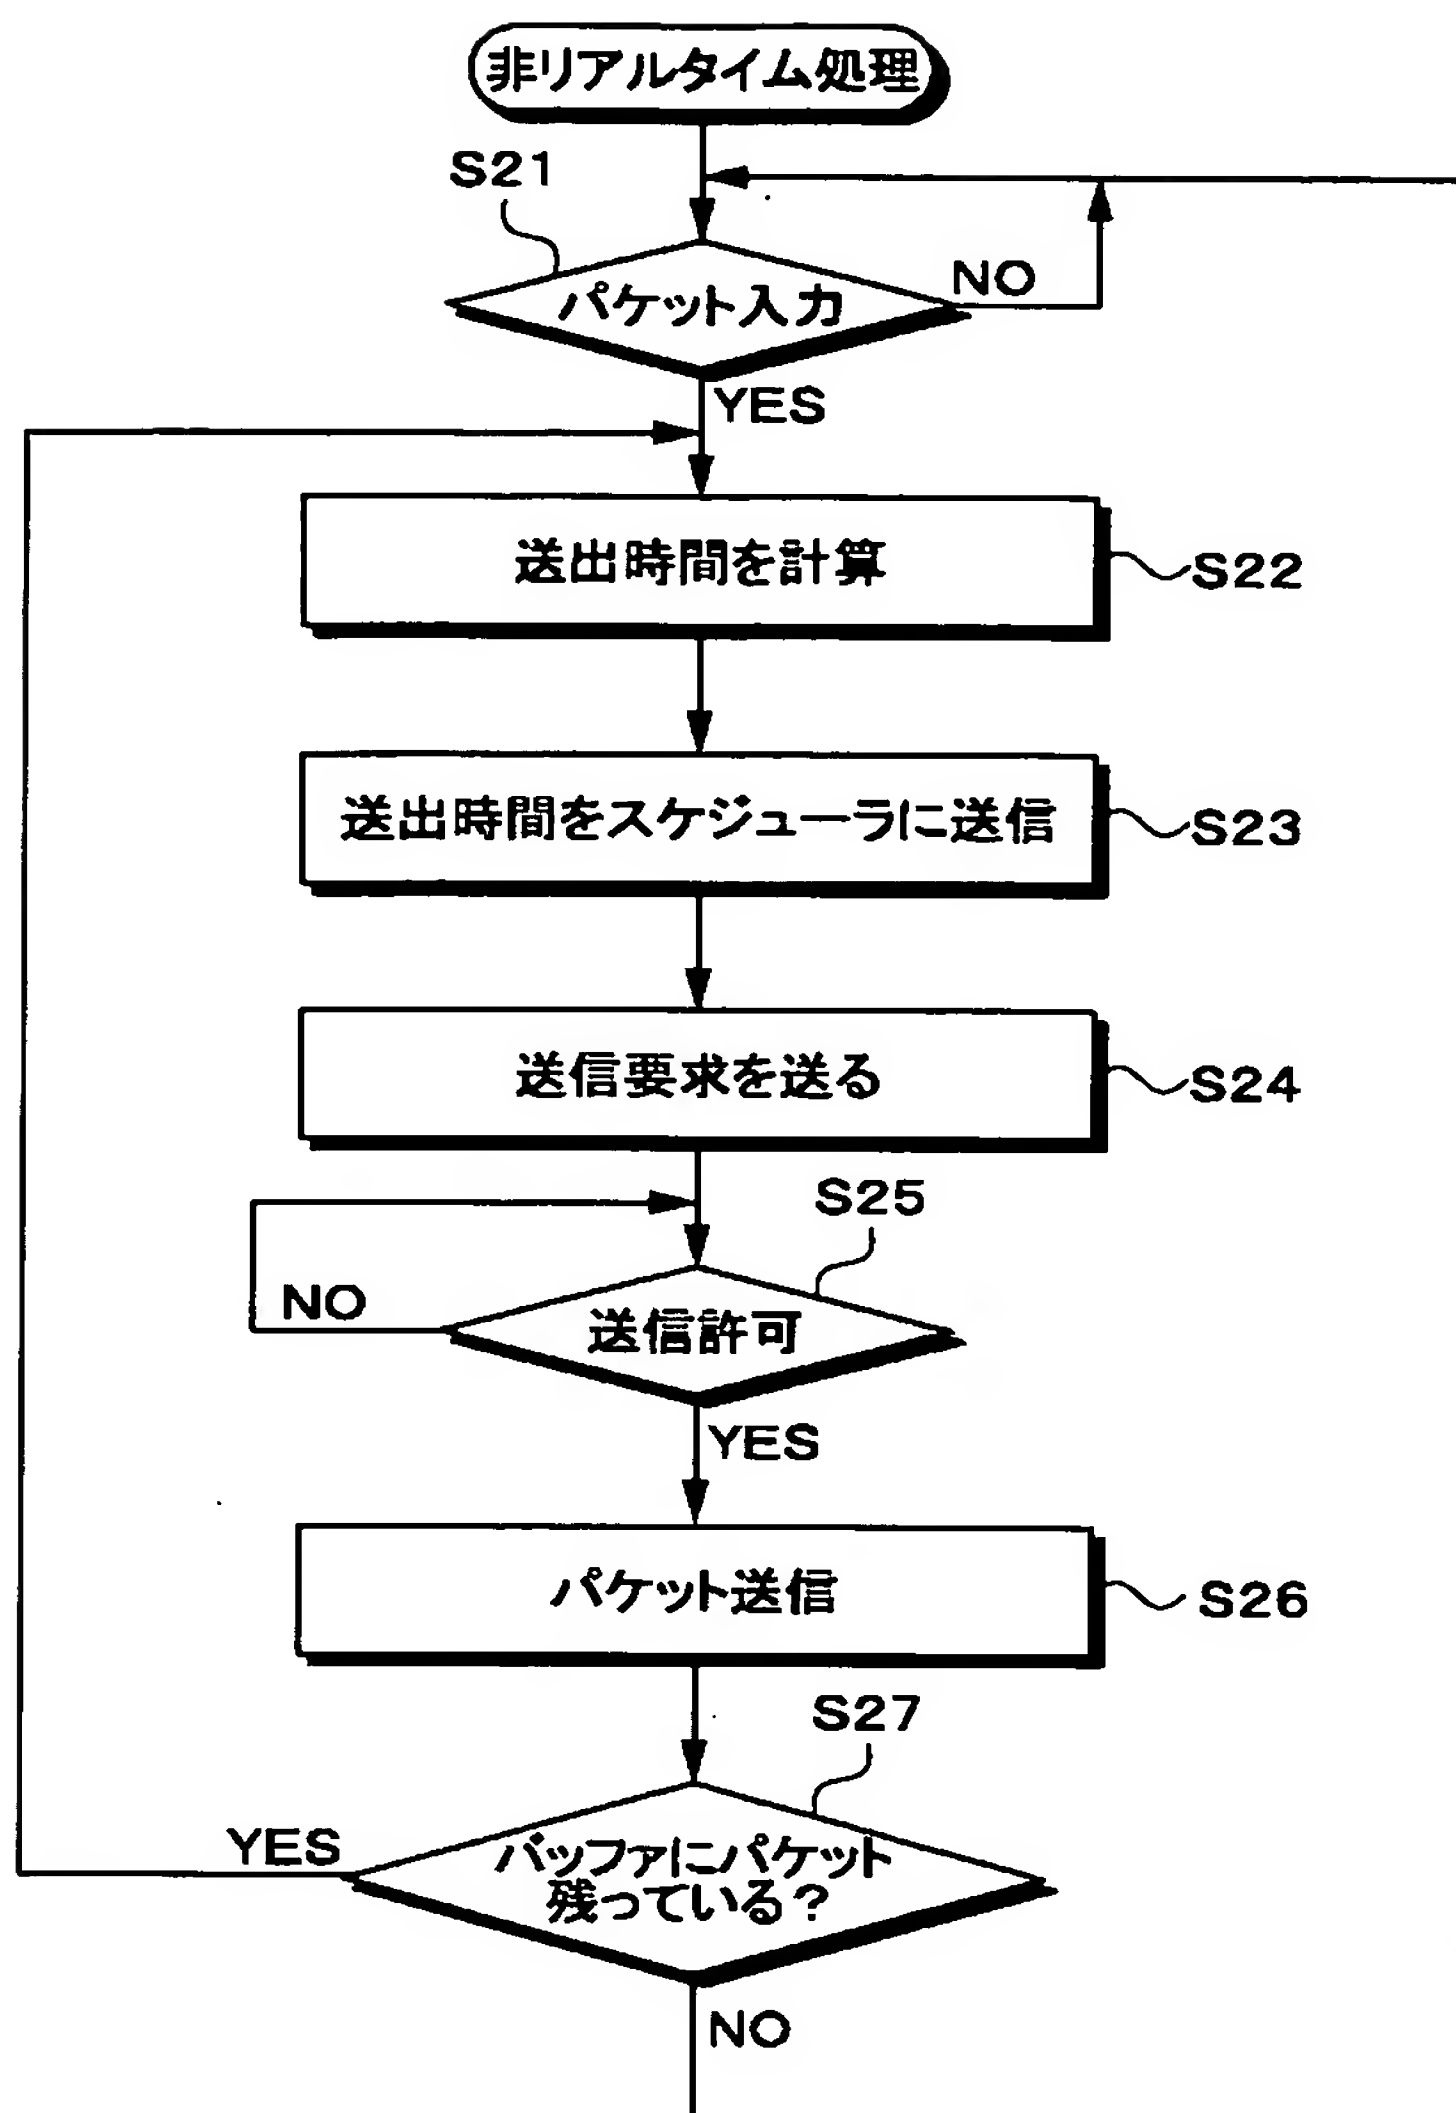 非リアルタイム処理
S21
パケット入力
NO
YES
送出時間を計算
S22
送出時間をスケジューラに送信
S23
送信要求を送る
S24
S25
NO
送信許可
YES
パケット送信
S26
S27
YES
バッファにパケット
残っている?
NO